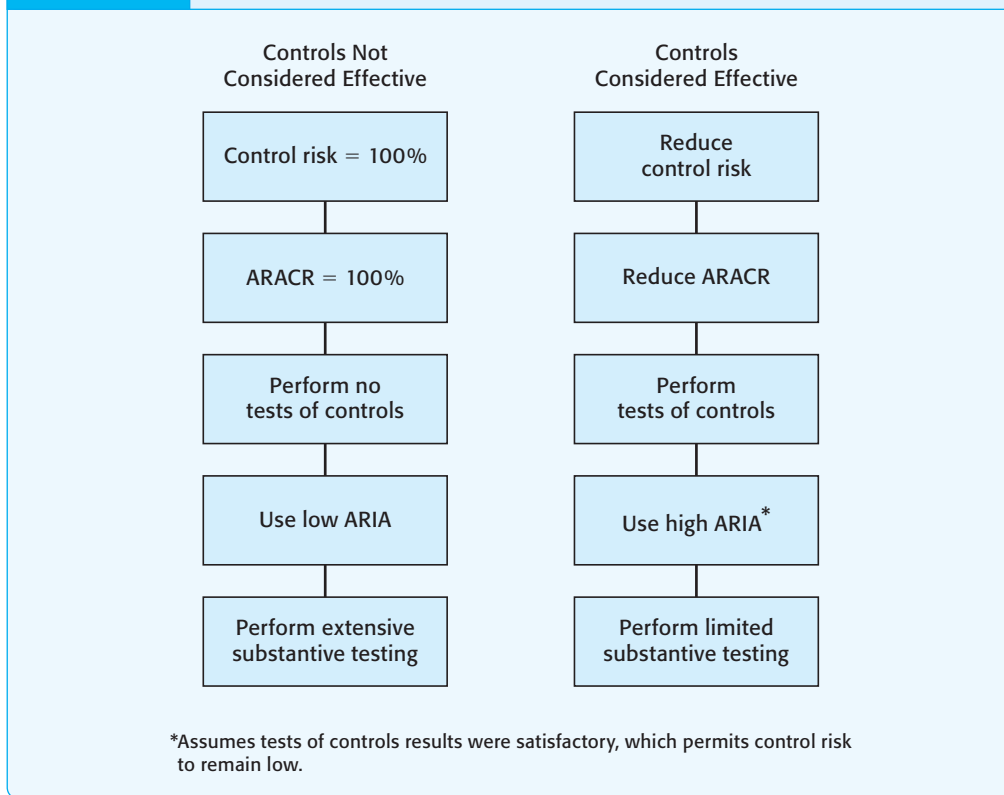 Controls Not
Considered Effective
Control risk = 100%
ARACR = 100%
Perform no
tests of controls
Use low ARIA
Perform extensive
substantive testing
Controls
Considered Effective
Reduce
control risk
Reduce ARACR
Perform
tests of controls
Use high ARIA*
Perform limited
substantive testing
*Assumes tests of controls results were satisfactory, which permits control risk
to remain low.